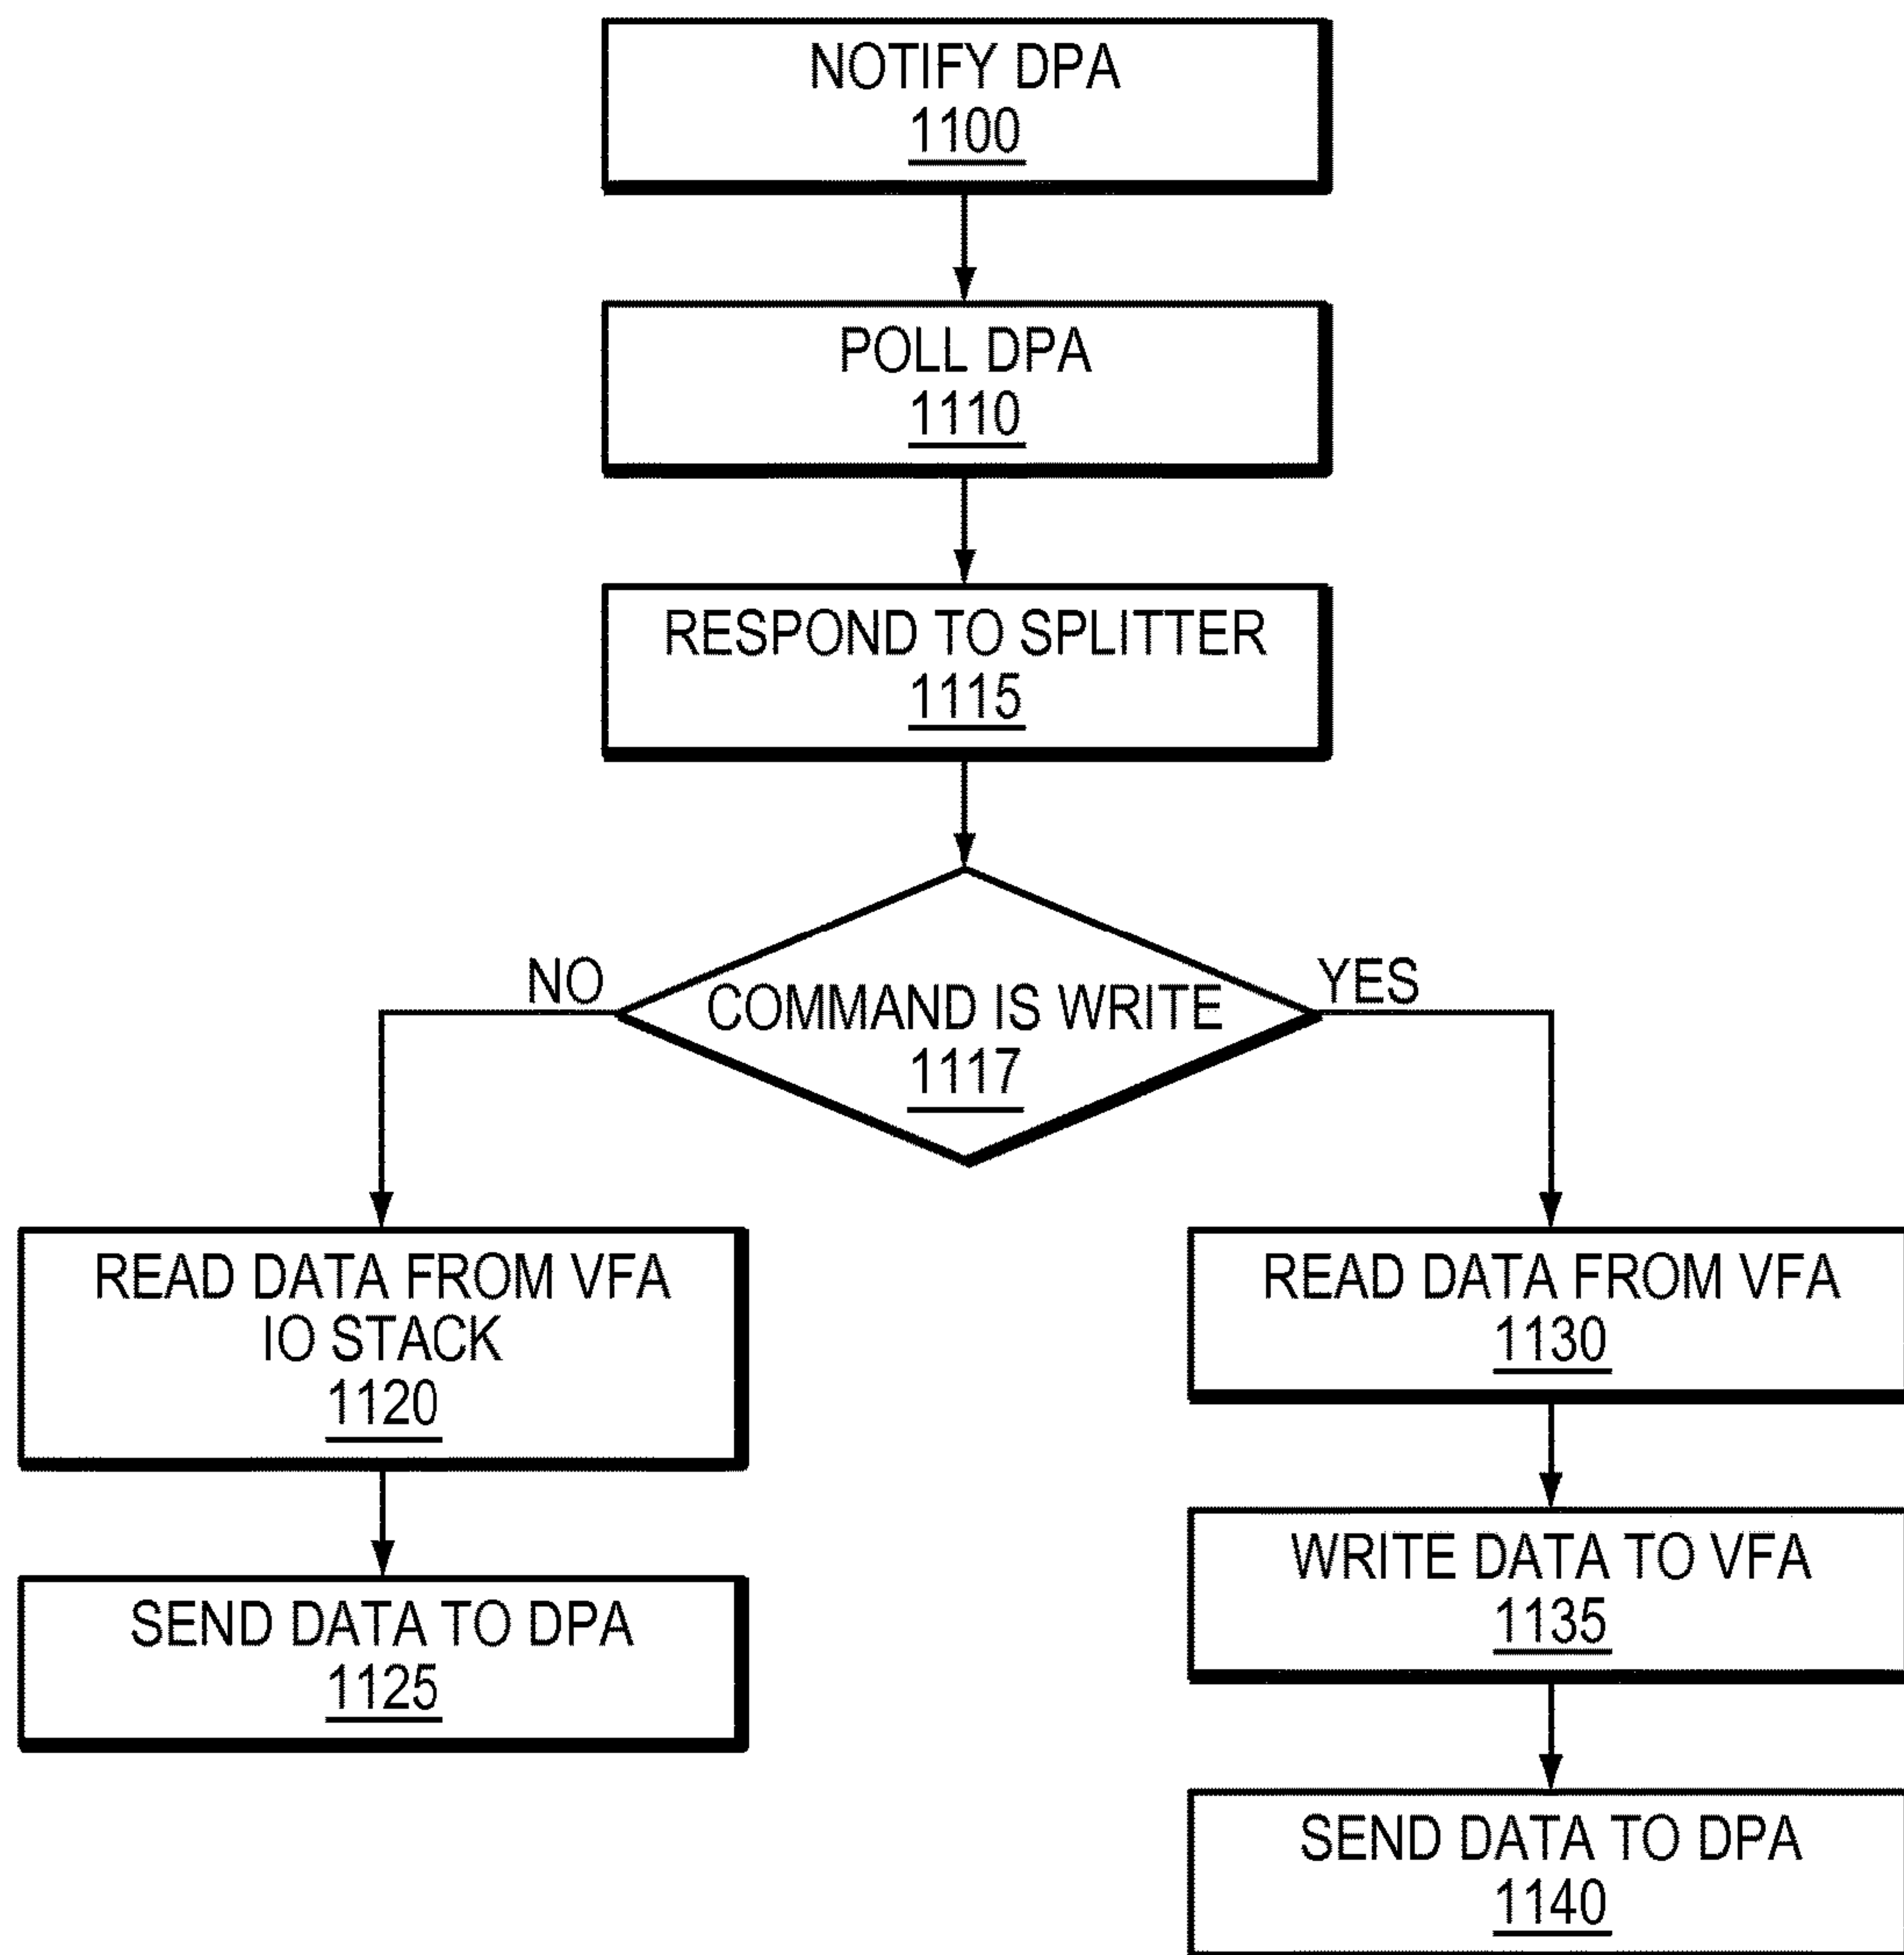 NOTIFY DPA
1100
POLL DPA
1110
RESPOND TO SPLITTER
1115
NO
YES
COMMAND IS WRITE
1117
READ DATA FROM VFA
IO STACK
1120
SEND DATA TO DPA
1125
READ DATA FROM VFA
1130
WRITE DATA TO VFA
1135
SEND DATA TO DPA
1140